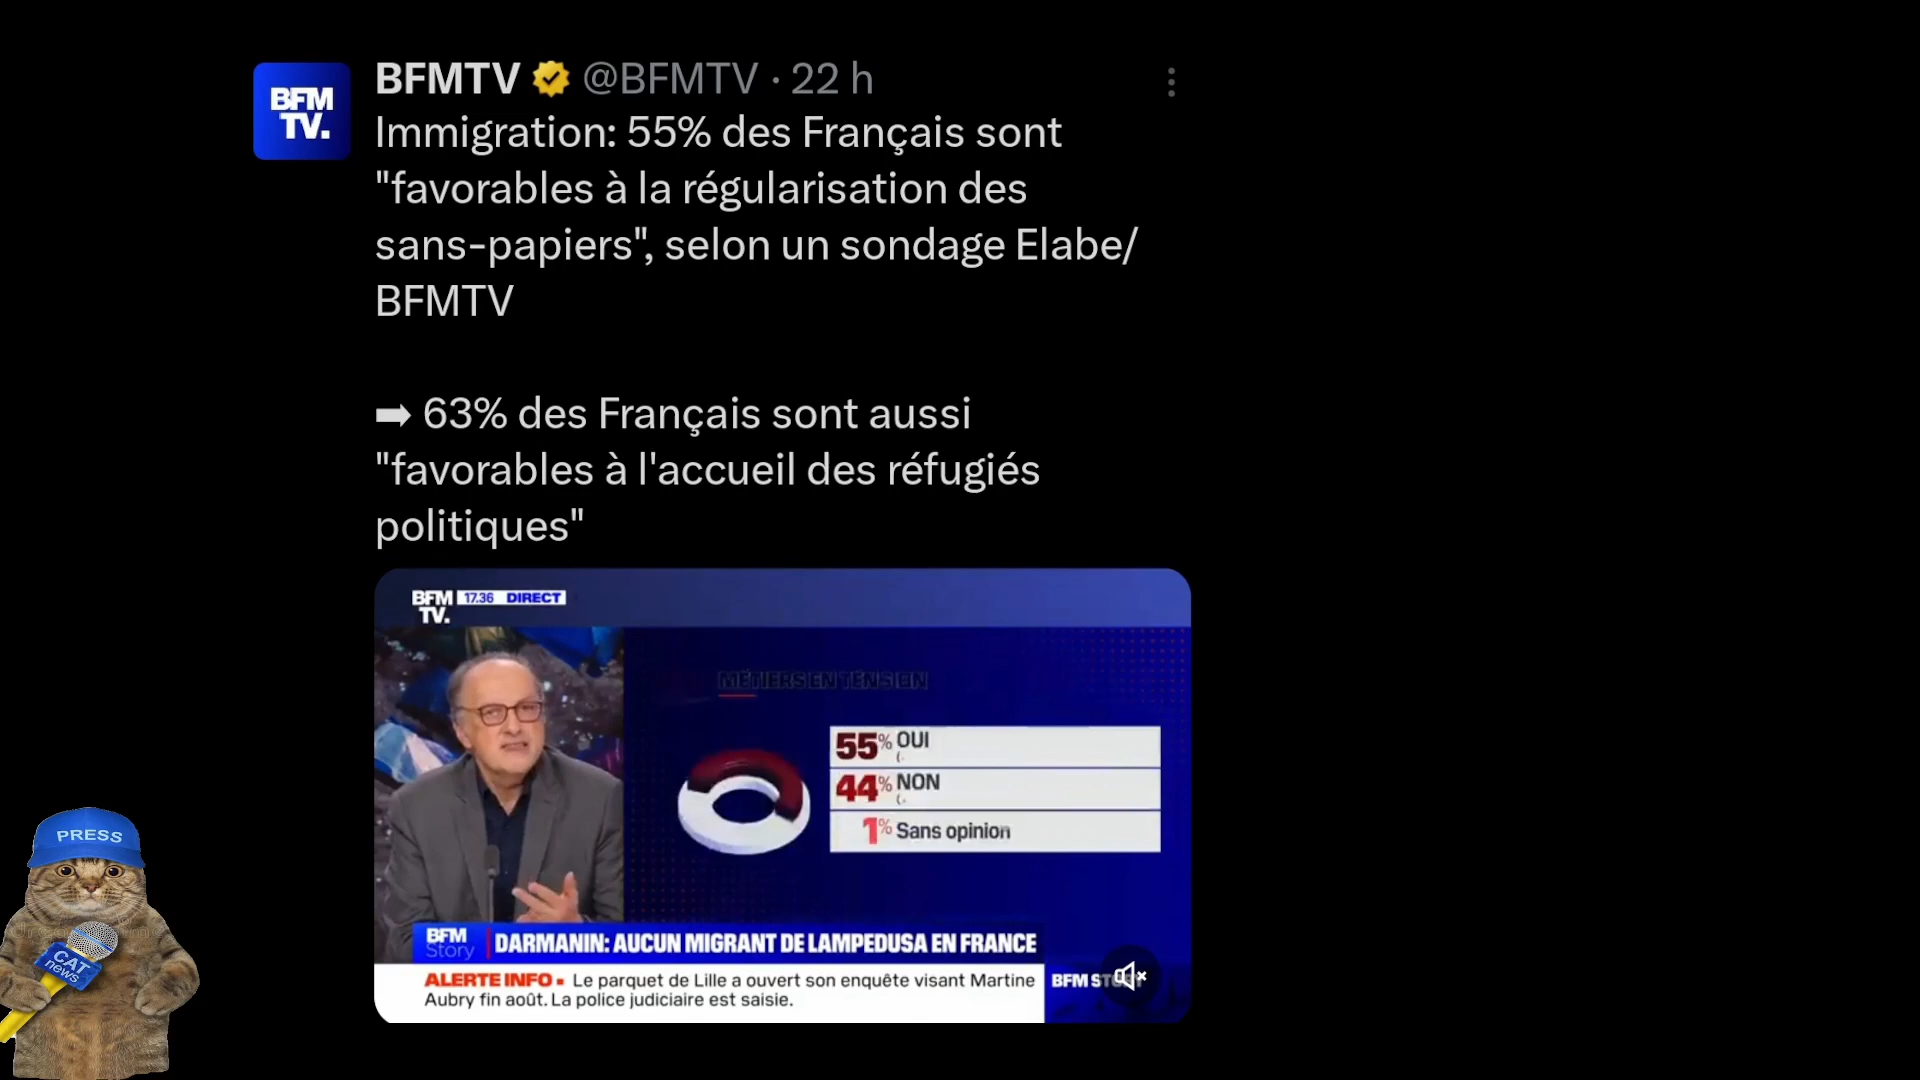 BFM
TV.
BFMTV @BFMTV · 22 h
Immigration: 55% des Français sont
"favorables à la régularisation des
sans-papiers", selon un sondage Elabe/
BFMTV
➡ 63% des Français sont aussi
"favorables à l'accueil des réfugiés
politiques"
BFM 17.36 DIRECT
TV.
MÉTIERS EN TENSION
55% OUI
44% NON
1% Sans opinion
BFM
Story
DARMANIN: AUCUN MIGRANT DE LAMPEDUSA EN FRANCE
ALERTE INFO ▪ Le parquet de Lille a ouvert son enquête visant Martine
Aubry fin août. La police judiciaire est saisie.
BFM
PRESS
CAT
news